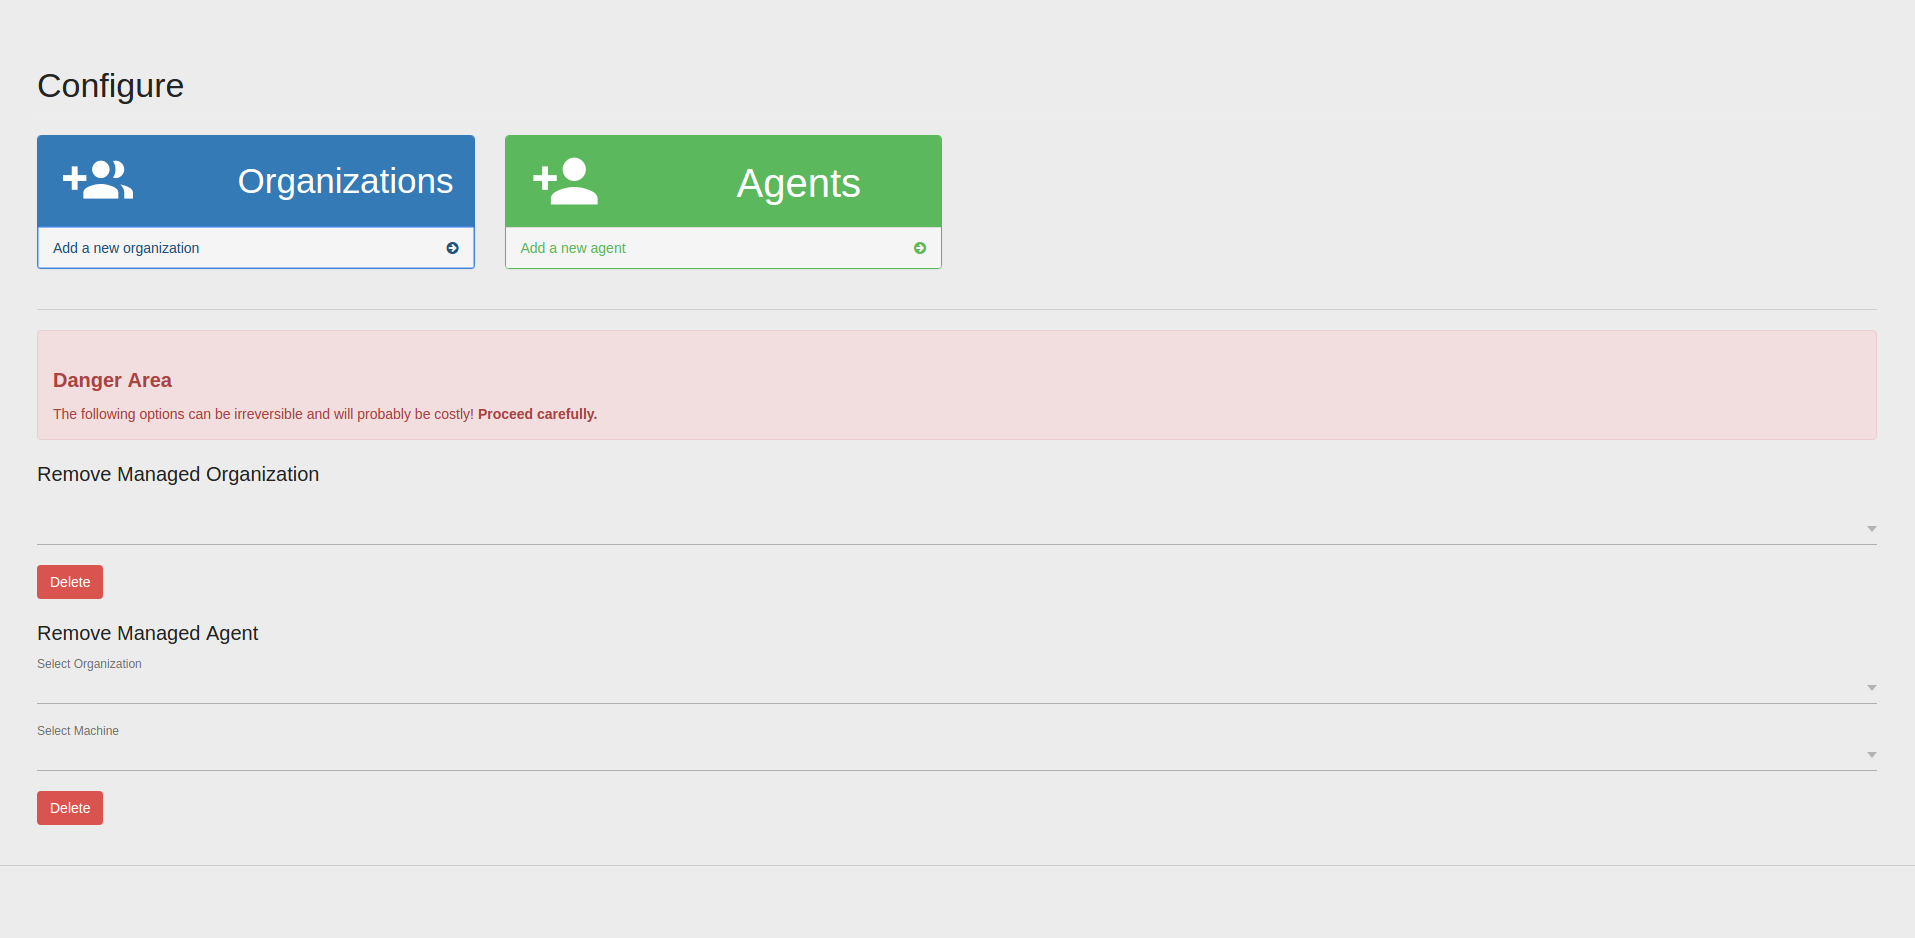 Configure
Organizations
Add a new organization
Agents
Add a new agent
Danger Area
The following options can be irreversible and will probably be costly! Proceed carefully.
Remove Managed Organization
Delete
Remove Managed Agent
Select Organization
Select Machine
Delete